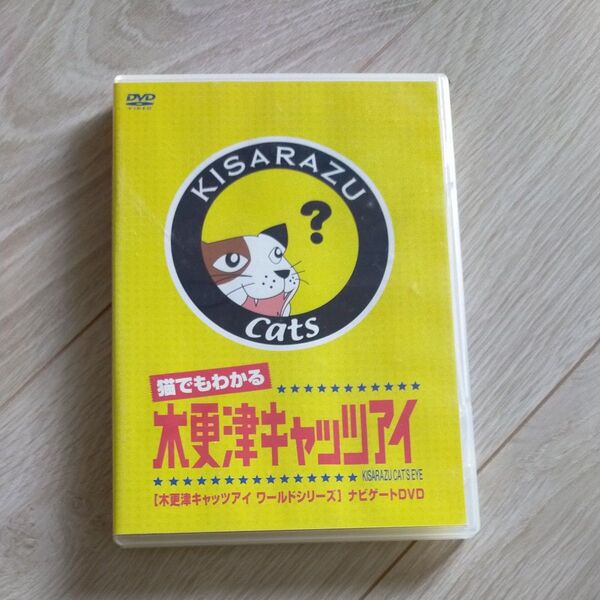 DVD
VIDEO
KISARAZU
?
Cats
猫でもわかる
木更津キャッツアイ
KISARAZU CAT'S EYE
【木更津キャッツアイ ワールドシリーズ】ナビゲートDVD